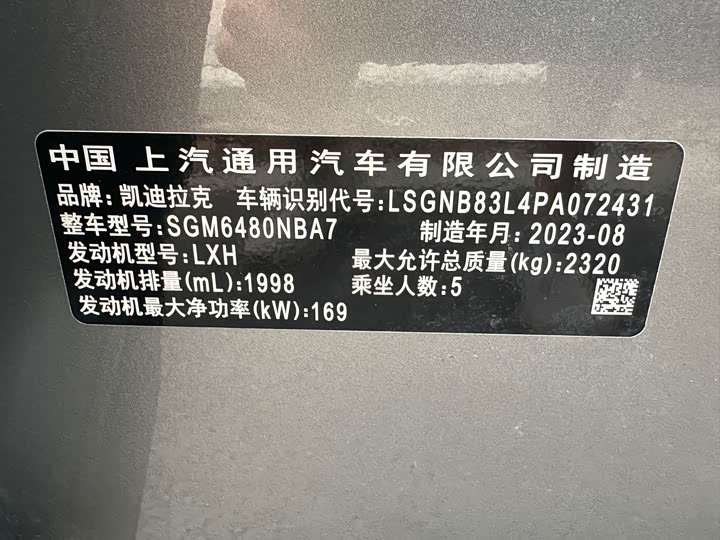 中国 上汽通用汽车有限公司制造
品牌: 凯迪拉克 车辆识别代号:LSGNB83L4PA072431
整车型号:SGM6480NBA7 制造年月: 2023-08
发动机型号: LXH 最大允许总质量(kg):2320
发动机排量(mL):1998 乘坐人数:5
发动机最大净功率(kW):169